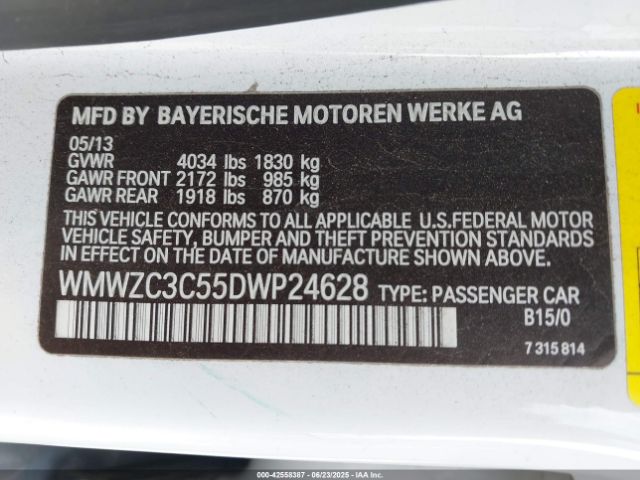 MFD BY BAYERISCHE MOTOREN WERKE AG
05/13
GVWR 4034 lbs 1830 kg
GAWR FRONT 2172 lbs 985 kg
GAWR REAR 1918 lbs 870 kg
THIS VEHICLE CONFORMS TO ALL APPLICABLE U.S.FEDERAL MOTOR
VEHICLE SAFETY, BUMPER AND THEFT PREVENTION STANDARDS
IN EFFECT ON THE DATE OF MANUFACTURE SHOWN ABOVE.
WMWZC3C55DWP24628 TYPE: PASSENGER CAR
B15/0
7 315 814
000-42558387 - 06/23/2025 - COPYRIGHT IAA